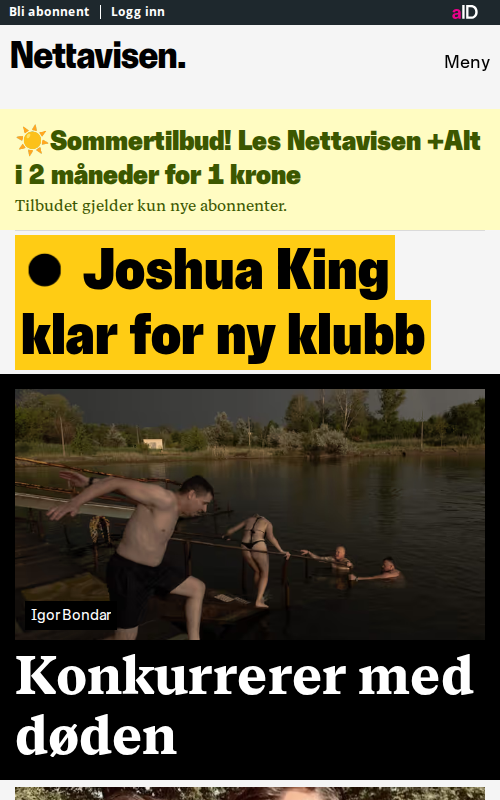 Bli abonnent | Logg inn
aID
Nettavisen.
Meny
☀️Sommertilbud! Les Nettavisen +Alt
i 2 måneder for 1 krone
Tilbudet gjelder kun nye abonnenter.
● Joshua King
klar for ny klubb
Igor Bondar
Konkurrerer med
døden